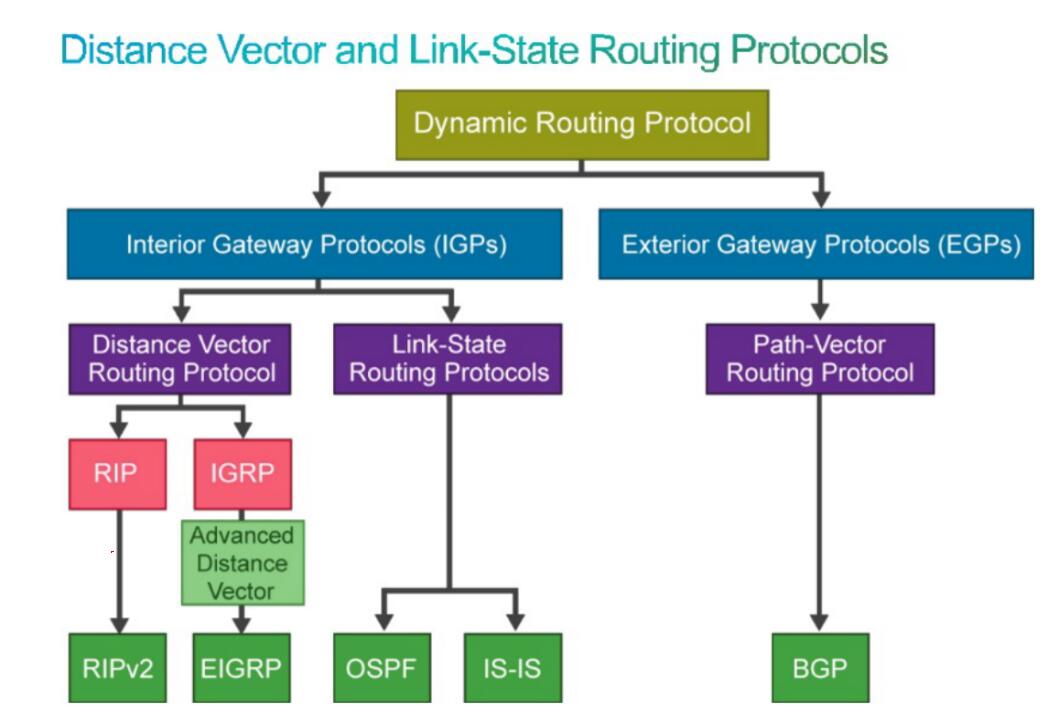 Distance Vector and Link-State Routing Protocols
Dynamic Routing Protocol
Interior Gateway Protocols (IGPs)
Exterior Gateway Protocols (EGPs)
Distance Vector
Routing Protocol
Link-State
Routing Protocols
Path-Vector
Routing Protocol
RIP
IGRP
Advanced
Distance
Vector
RIPv2
EIGRP
OSPF
IS-IS
BGP